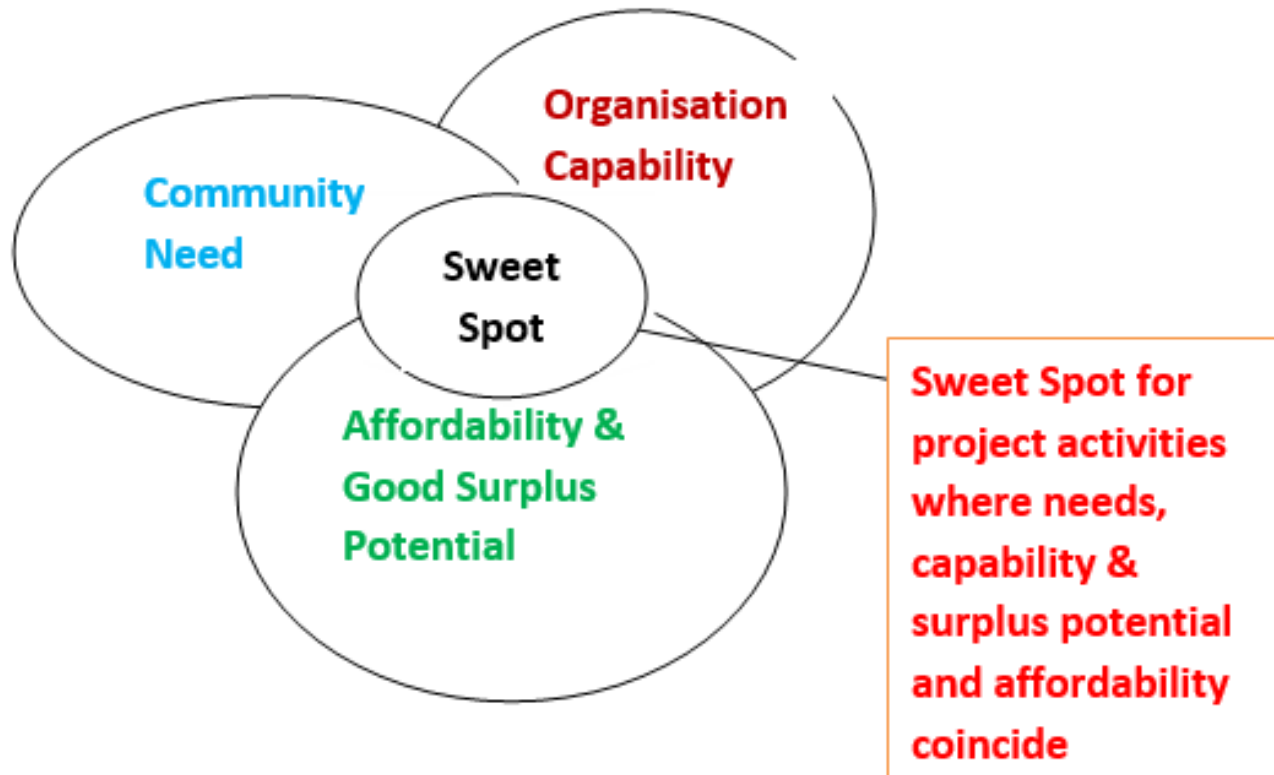 Organisation
Capability
Community
Need
Sweet
Spot
Affordability &
Good Surplus
Potential
Sweet Spot for
project activities
where needs,
capability &
surplus potential
and affordability
coincide